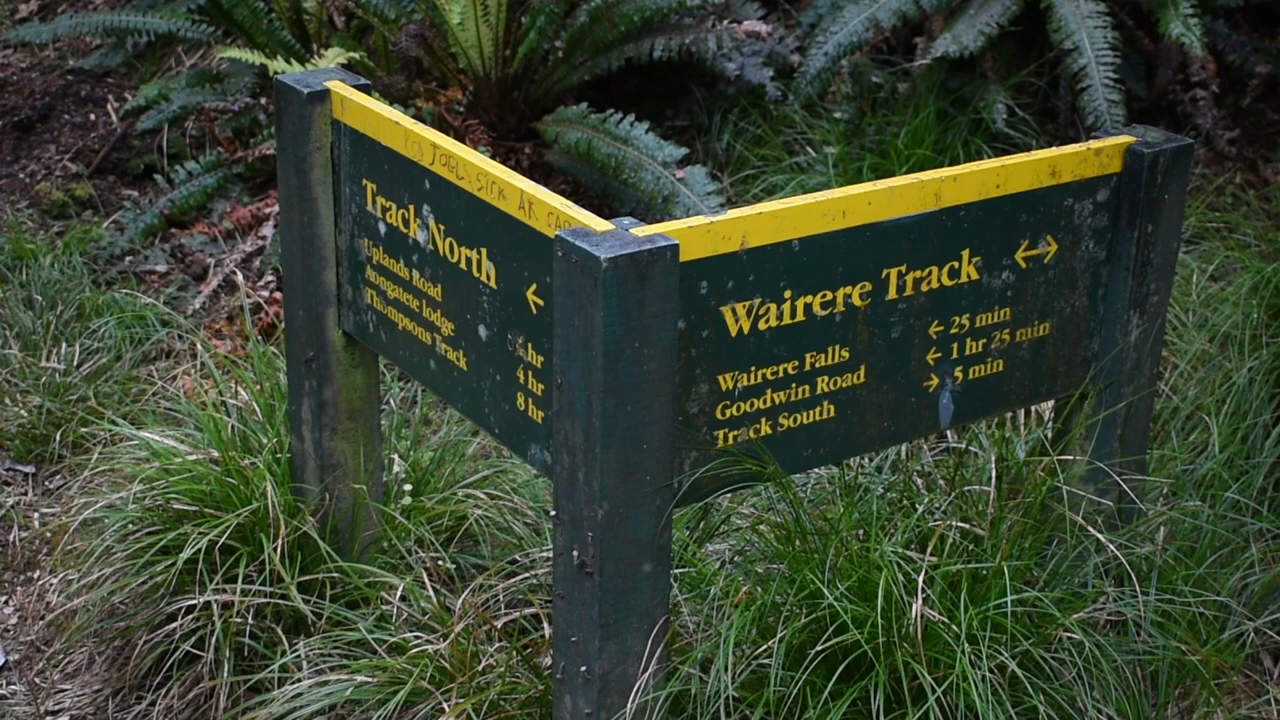 Track North
←
Uplands Road
hr
Aongatete lodge
4 hr
Thompsons Track
8 hr
Wairere Track ↔
Wairere Falls ← 25 min
Goodwin Road ← 1 hr 25 min
Track South → 5 min